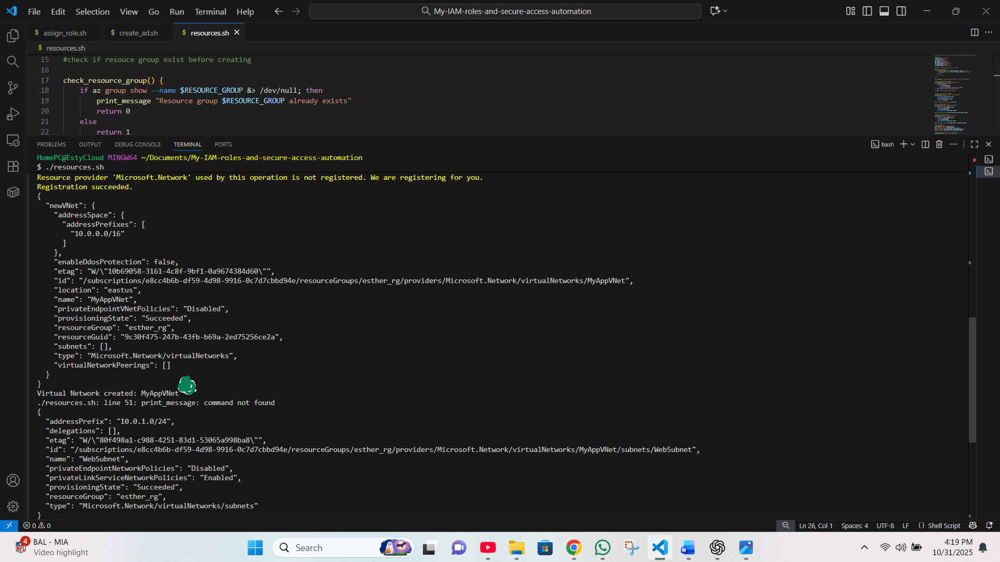 File Edit Selection View Go Run Terminal Help
My-IAM-roles-and-secure-access-automation
$ assign_role.sh $ create_ad.sh $ resources.sh
$ resources.sh
15 #check if resouce group exist before creating
16
17 check_resource_group() {
18 if az group show --name $RESOURCE_GROUP &> /dev/null; then
19 print_message "Resource group $RESOURCE_GROUP already exists"
20 return 0
21 else
22 return 1
PROBLEMS OUTPUT DEBUG CONSOLE TERMINAL PORTS
bash
HomePC@EstyCloud MINGW64 ~/Documents/My-IAM-roles-and-secure-access-automation
$ ./resources.sh
Resource provider 'Microsoft.Network' used by this operation is not registered. We are registering for you.
Registration succeeded.
{
"newVNet": {
"addressSpace": {
"addressPrefixes": [
"10.0.0.0/16"
]
},
"enableDdosProtection": false,
"etag": "W/\"10b69058-3161-4c8f-9bf1-0a9674384d60\"",
"id": "/subscriptions/e8cc4b6b-df59-4d98-9916-0c7d7cbbd94e/resourceGroups/esther_rg/providers/Microsoft.Network/virtualNetworks/MyAppVNet",
"location": "eastus",
"name": "MyAppVNet",
"privateEndpointVNetPolicies": "Disabled",
"provisioningState": "Succeeded",
"resourceGroup": "esther_rg",
"resourceGuid": "9c30f475-247b-43fb-b69a-2ed75256ce2a",
"subnets": [],
"type": "Microsoft.Network/virtualNetworks",
"virtualNetworkPeerings": []
}
}
Virtual Network created: MyAppVNet
./resources.sh: line 51: print_message: command not found
{
"addressPrefix": "10.0.1.0/24",
"delegations": [],
"etag": "W/\"80f498a1-c988-4251-83d1-53065a998ba8\"",
"id": "/subscriptions/e8cc4b6b-df59-4d98-9916-0c7d7cbbd94e/resourceGroups/esther_rg/providers/Microsoft.Network/virtualNetworks/MyAppVNet/subnets/WebSubnet",
"name": "WebSubnet",
"privateEndpointNetworkPolicies": "Disabled",
"privateLinkServiceNetworkPolicies": "Enabled",
"provisioningState": "Succeeded",
"resourceGroup": "esther_rg",
"type": "Microsoft.Network/virtualNetworks/subnets"
}
0 0 Ln 26, Col 1 Spaces: 4 UTF-8 LF {} Shell Script
4 BAL - MIA
Video highlight
Search
4:19 PM
10/31/2025